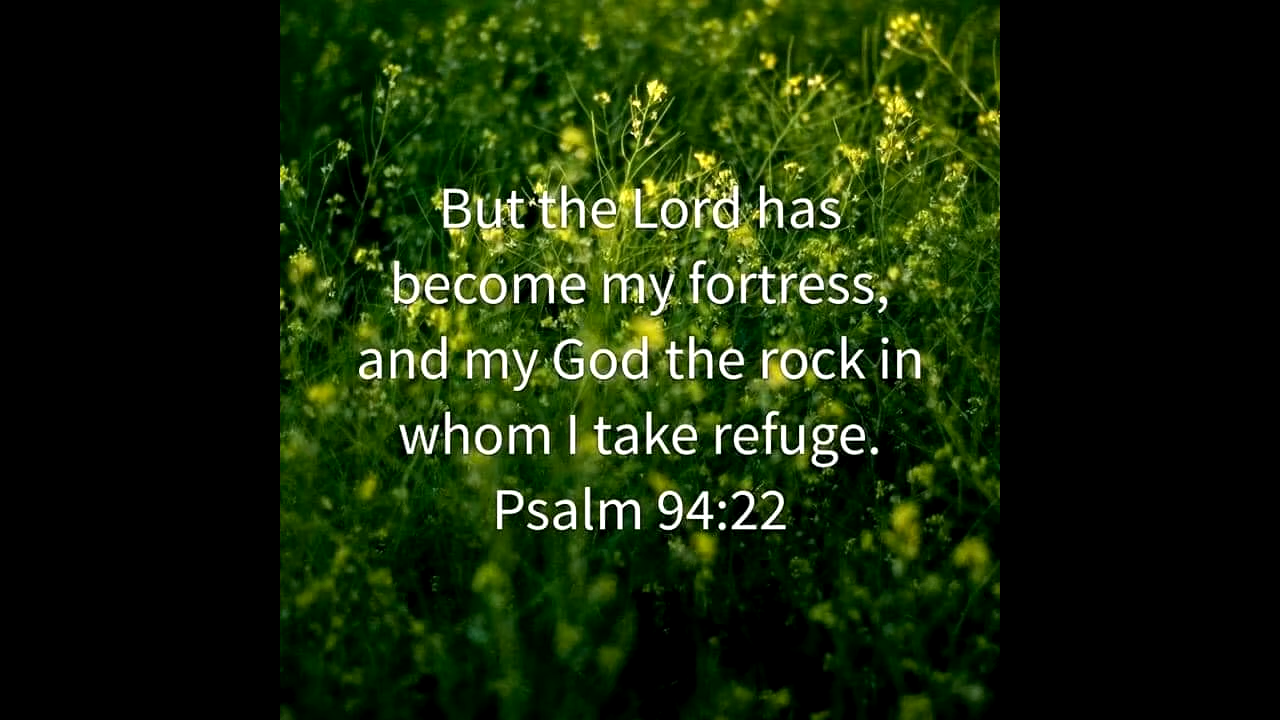 But the Lord has
become my fortress,
and my God the rock in
whom I take refuge.
Psalm 94:22